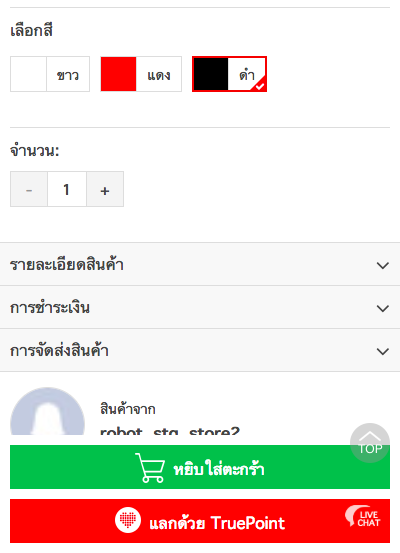 เลือกสี
ขาว
แดง
ดำ
จำนวน:
- 1 +
รายละเอียดสินค้า
การชำระเงิน
การจัดส่งสินค้า
สินค้าจาก
robot_stg_store2
TOP
หยิบใส่ตะกร้า
แลกด้วย TruePoint
LIVE
CHAT